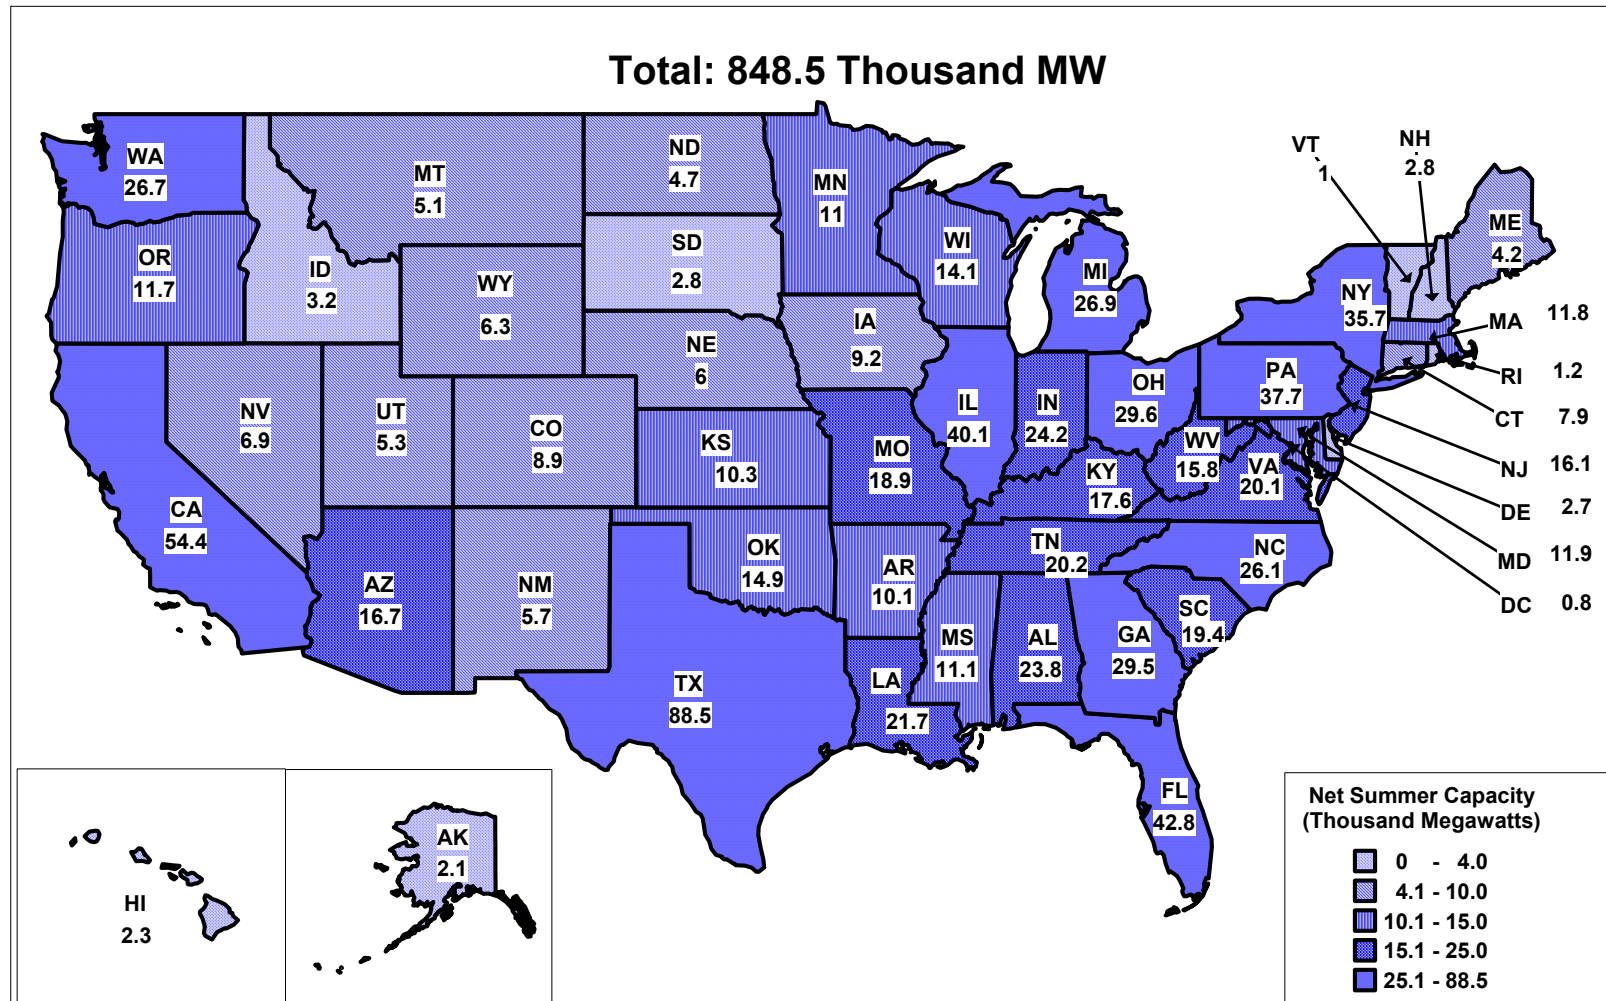 Total: 848.5 Thousand MW
WA
26.7
OR
11.7
CA
54.4
ID
3.2
NV
6.9
MT
5.1
WY
6.3
UT
5.3
AZ
16.7
CO
8.9
NM
5.7
ND
4.7
SD
2.8
NE
6
KS
10.3
OK
14.9
TX
88.5
MN
11
IA
9.2
MO
18.9
AR
10.1
LA
21.7
WI
14.1
IL
40.1
MI
26.9
IN
24.2
OH
29.6
KY
17.6
TN
20.2
MS
11.1
AL
23.8
GA
29.5
FL
42.8
SC
19.4
NC
26.1
VA
20.1
WV
15.8
PA
37.7
NY
35.7
VT
1
NH
2.8
ME
4.2
MA 11.8
RI 1.2
CT 7.9
NJ 16.1
DE 2.7
MD 11.9
DC 0.8
HI
2.3
AK
2.1
Net Summer Capacity
(Thousand Megawatts)
0 - 4.0
4.1 - 10.0
10.1 - 15.0
15.1 - 25.0
25.1 - 88.5